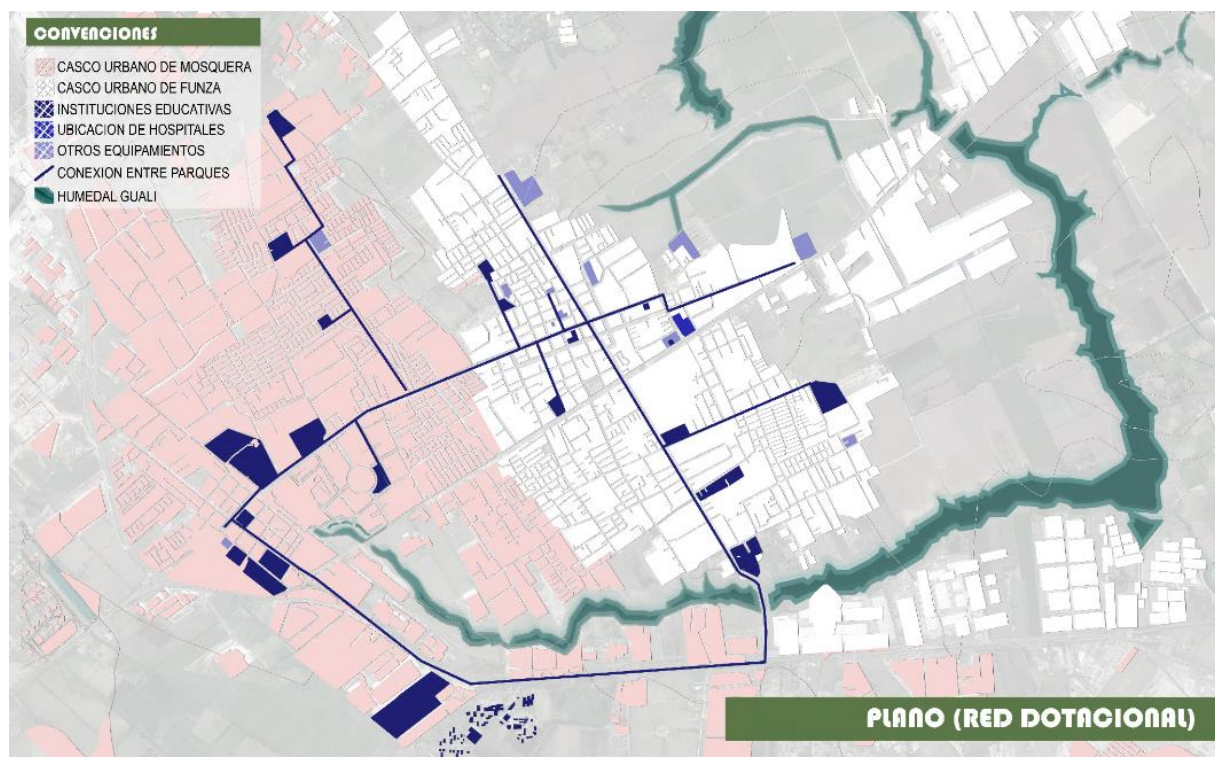 CONVENCIONES
CASCO URBANO DE MOSQUERA
CASCO URBANO DE FUNZA
INSTITUCIONES EDUCATIVAS
UBICACION DE HOSPITALES
OTROS EQUIPAMIENTOS
CONEXION ENTRE PARQUES
HUMEDAL GUALI
PLANO (RED DOTACIONAL)